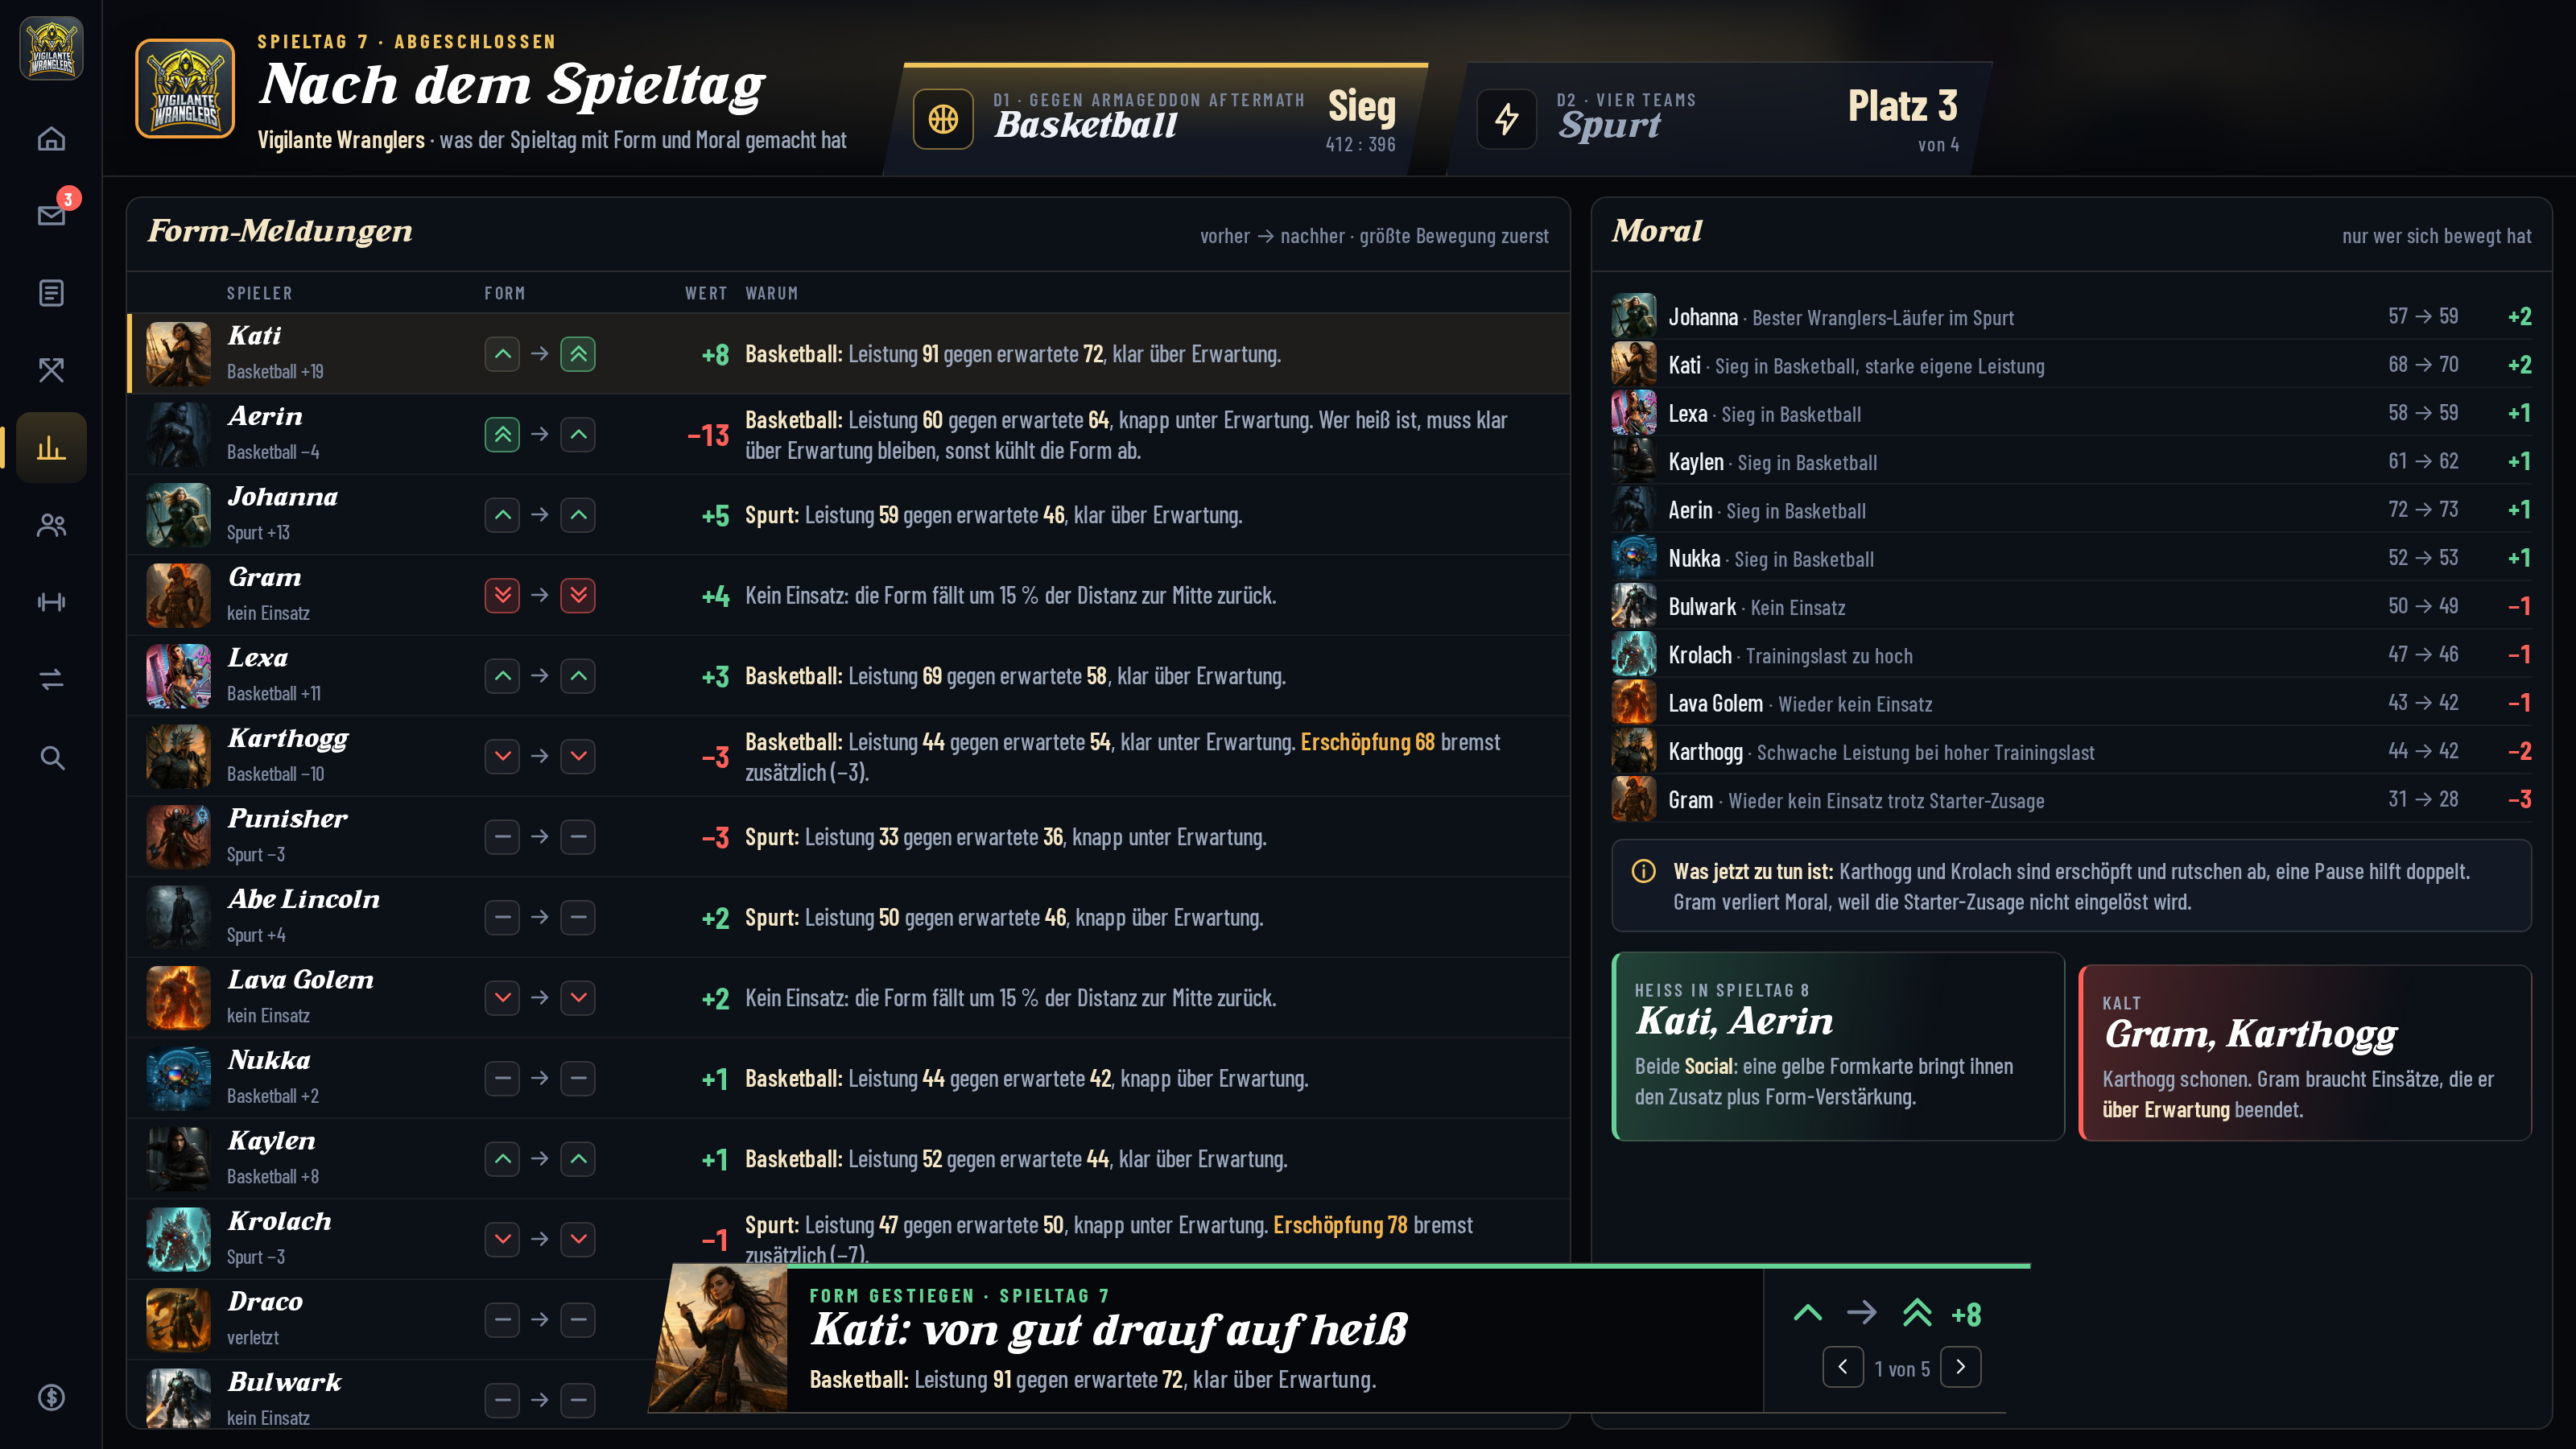 VIGILANTE
WRANGLERS
3
VIGILANTE
WRANGLERS
SPIELTAG 7 · ABGESCHLOSSEN
Nach dem Spieltag
Vigilante Wranglers · was der Spieltag mit Form und Moral gemacht hat
D1 · GEGEN ARMAGEDDON AFTERMATH
Basketball
Sieg
412 : 396
D2 · VIER TEAMS
Spurt
Platz 3
von 4
Form-Meldungen
vorher → nachher · größte Bewegung zuerst
SPIELER FORM WERT WARUM
Kati
Basketball +19
+8
Basketball: Leistung 91 gegen erwartete 72, klar über Erwartung.
Aerin
Basketball −4
−13
Basketball: Leistung 60 gegen erwartete 64, knapp unter Erwartung. Wer heiß ist, muss klar
über Erwartung bleiben, sonst kühlt die Form ab.
Johanna
Spurt +13
+5
Spurt: Leistung 59 gegen erwartete 46, klar über Erwartung.
Gram
kein Einsatz
+4
Kein Einsatz: die Form fällt um 15 % der Distanz zur Mitte zurück.
Lexa
Basketball +11
+3
Basketball: Leistung 69 gegen erwartete 58, klar über Erwartung.
Karthogg
Basketball −10
−3
Basketball: Leistung 44 gegen erwartete 54, klar unter Erwartung. Erschöpfung 68 bremst
zusätzlich (−3).
Punisher
Spurt −3
−3
Spurt: Leistung 33 gegen erwartete 36, knapp unter Erwartung.
Abe Lincoln
Spurt +4
+2
Spurt: Leistung 50 gegen erwartete 46, knapp über Erwartung.
Lava Golem
kein Einsatz
+2
Kein Einsatz: die Form fällt um 15 % der Distanz zur Mitte zurück.
Nukka
Basketball +2
+1
Basketball: Leistung 44 gegen erwartete 42, knapp über Erwartung.
Kaylen
Basketball +8
+1
Basketball: Leistung 52 gegen erwartete 44, klar über Erwartung.
Krolach
Spurt −3
−1
Spurt: Leistung 47 gegen erwartete 50, knapp unter Erwartung. Erschöpfung 78 bremst
zusätzlich (−7).
Draco
verletzt
Bulwark
kein Einsatz
Moral
nur wer sich bewegt hat
Johanna · Bester Wranglers-Läufer im Spurt 57 → 59 +2
Kati · Sieg in Basketball, starke eigene Leistung 68 → 70 +2
Lexa · Sieg in Basketball 58 → 59 +1
Kaylen · Sieg in Basketball 61 → 62 +1
Aerin · Sieg in Basketball 72 → 73 +1
Nukka · Sieg in Basketball 52 → 53 +1
Bulwark · Kein Einsatz 50 → 49 −1
Krolach · Trainingslast zu hoch 47 → 46 −1
Lava Golem · Wieder kein Einsatz 43 → 42 −1
Karthogg · Schwache Leistung bei hoher Trainingslast 44 → 42 −2
Gram · Wieder kein Einsatz trotz Starter-Zusage 31 → 28 −3
Was jetzt zu tun ist: Karthogg und Krolach sind erschöpft und rutschen ab, eine Pause hilft doppelt.
Gram verliert Moral, weil die Starter-Zusage nicht eingelöst wird.
HEISS IN SPIELTAG 8
Kati, Aerin
Beide Social: eine gelbe Formkarte bringt ihnen
den Zusatz plus Form-Verstärkung.
KALT
Gram, Karthogg
Karthogg schonen. Gram braucht Einsätze, die er
über Erwartung beendet.
FORM GESTIEGEN · SPIELTAG 7
Kati: von gut drauf auf heiß
Basketball: Leistung 91 gegen erwartete 72, klar über Erwartung.
+8
1 von 5